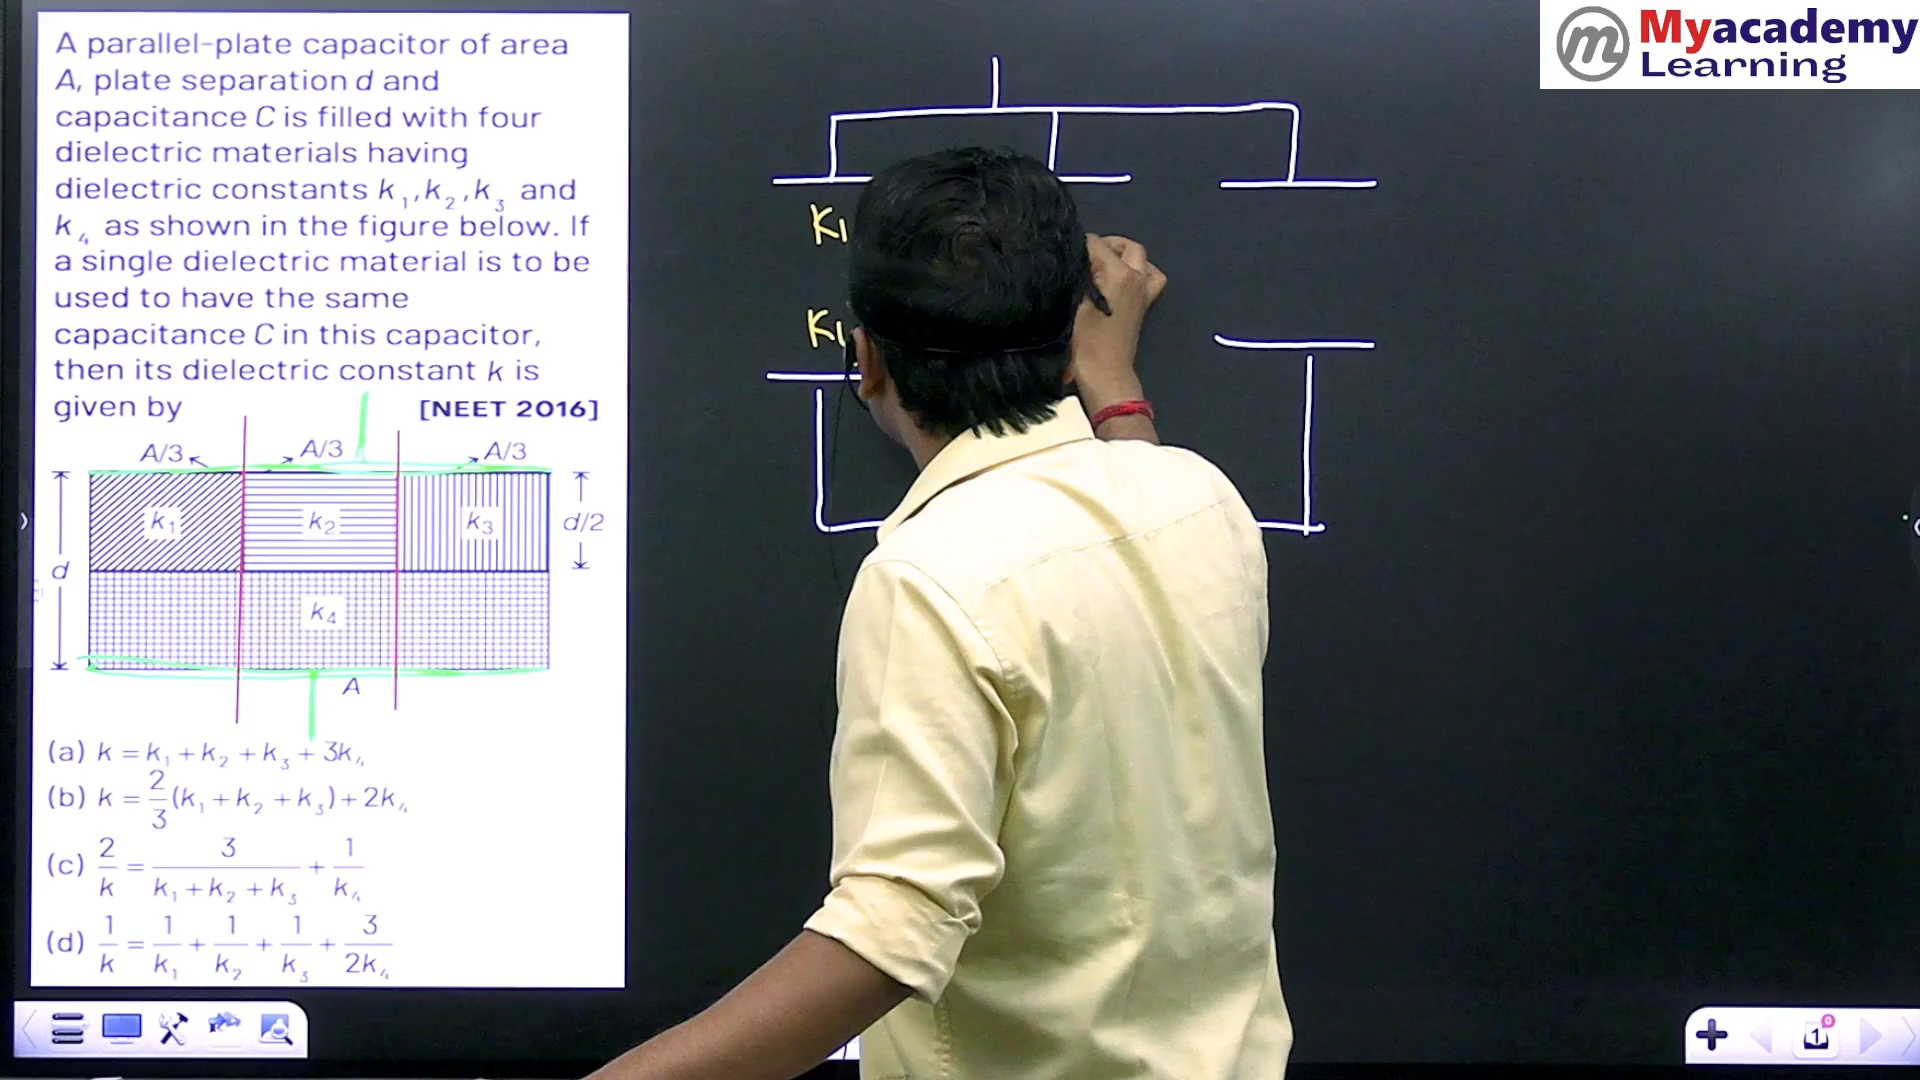 A parallel-plate capacitor of area
A, plate separation d and
capacitance C is filled with four
dielectric materials having
dielectric constants k₁, k₂, k₃ and
k₄ as shown in the figure below. If
a single dielectric material is to be
used to have the same
capacitance C in this capacitor,
then its dielectric constant k is
given by [NEET 2016]
A/3 A/3 A/3
k₁ k₂ k₃ d/2
d
k₄
A
(a) k = k₁ + k₂ + k₃ + 3k₄
(b) k = 2/3 (k₁ + k₂ + k₃) + 2k₄
(c) 2/k = 3/(k₁ + k₂ + k₃) + 1/k₄
(d) 1/k = 1/k₁ + 1/k₂ + 1/k₃ + 3/2k₄
K₁
m Myacademy
Learning
1
0